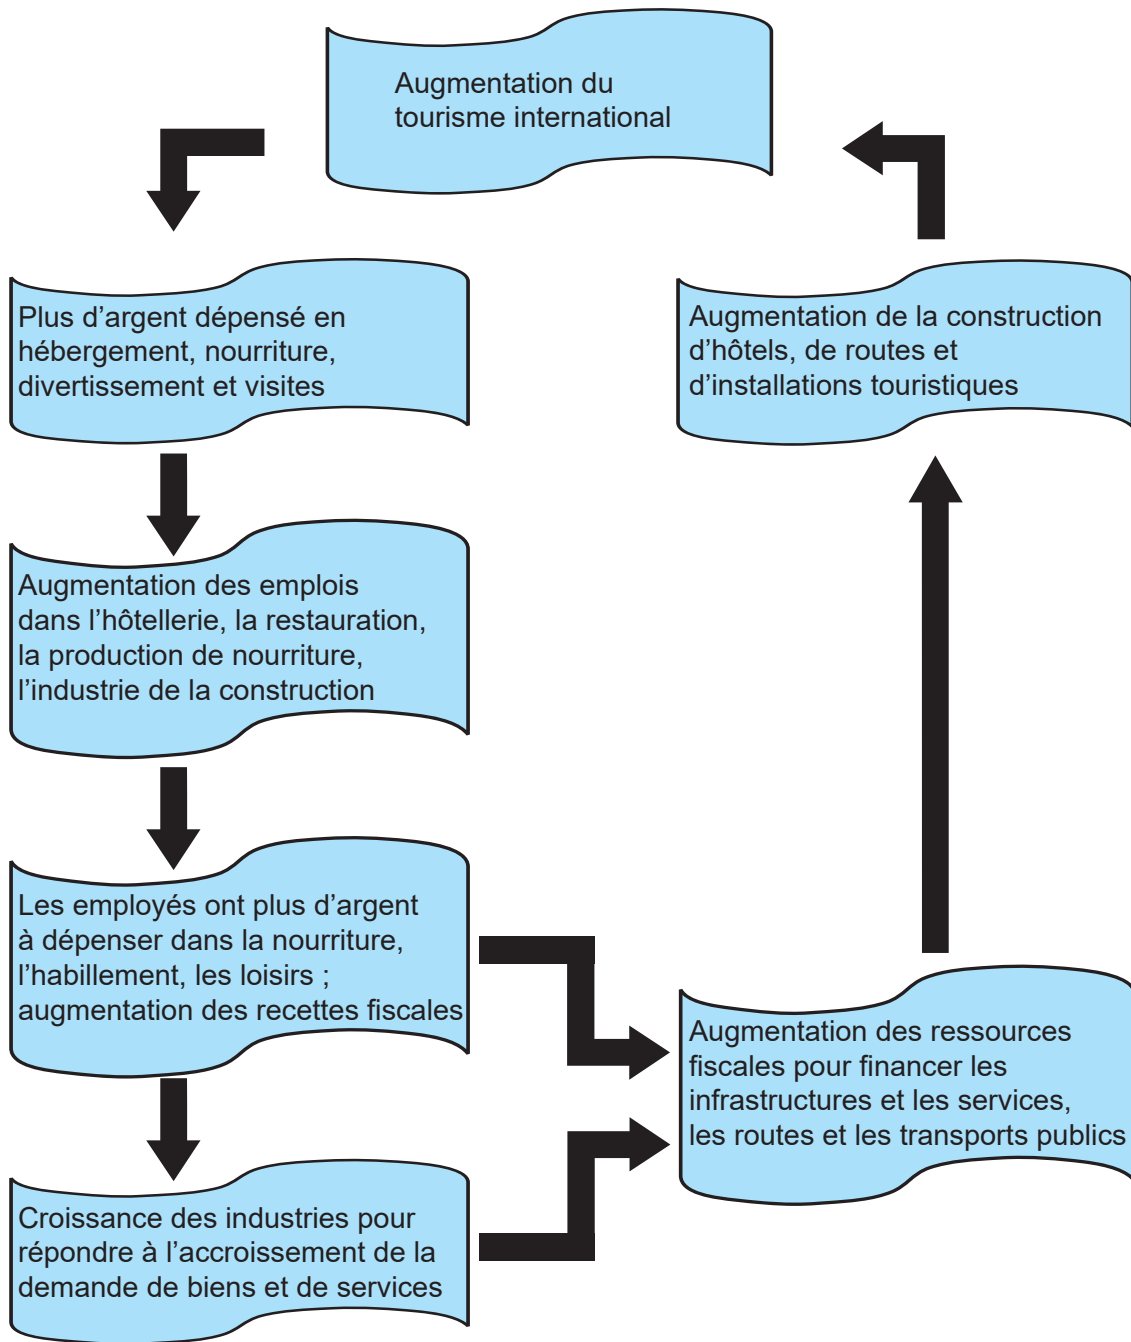 Augmentation du
tourisme international
Plus d’argent dépensé en
hébergement, nourriture,
divertissement et visites
Augmentation de la construction
d’hôtels, de routes et
d’installations touristiques
Augmentation des emplois
dans l’hôtellerie, la restauration,
la production de nourriture,
l’industrie de la construction
Les employés ont plus d’argent
à dépenser dans la nourriture,
l’habillement, les loisirs ;
augmentation des recettes fiscales
Augmentation des ressources
fiscales pour financer les
infrastructures et les services,
les routes et les transports publics
Croissance des industries pour
répondre à l’accroissement de la
demande de biens et de services